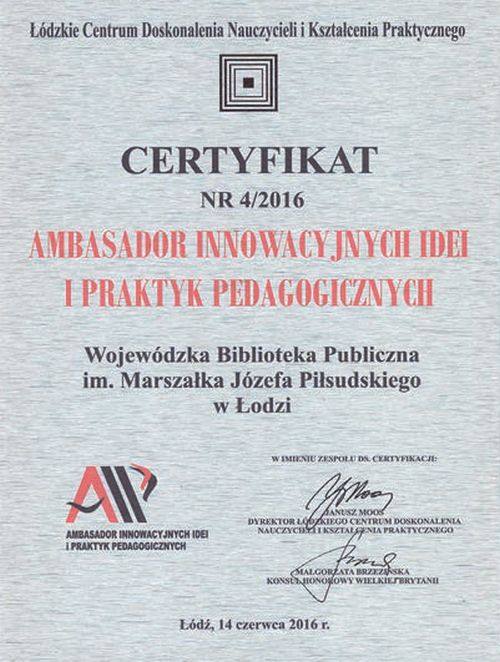 Łódzkie Centrum Doskonalenia Nauczycieli i Kształcenia Praktycznego
CERTYFIKAT
NR 4/2016
AMBASADOR INNOWACYJNYCH IDEI
I PRAKTYK PEDAGOGICZNYCH
Wojewódzka Biblioteka Publiczna
im. Marszałka Józefa Piłsudskiego
w Łodzi
W IMIENIU ZESPOŁU DS. CERTYFIKACJI:
JANUSZ MOOS
DYREKTOR ŁÓDZKIEGO CENTRUM DOSKONALENIA
NAUCZYCIELI I KSZTAŁCENIA PRAKTYCZNEGO
MAŁGORZATA BRZEZIŃSKA
KONSUL HONOROWY WIELKIEJ BRYTANII
AMBASADOR INNOWACYJNYCH IDEI
i PRAKTYK PEDAGOGICZNYCH
Łódź, 14 czerwca 2016 r.